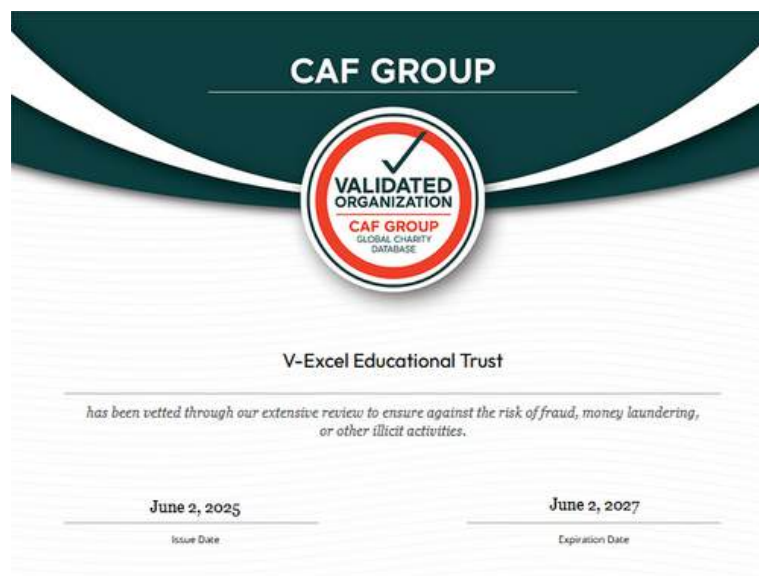 CAF GROUP
VALIDATED
ORGANIZATION
CAF GROUP
GLOBAL CHARITY
DATABASE
V-Excel Educational Trust
has been vetted through our extensive review to ensure against the risk of fraud, money laundering,
or other illicit activities.
June 2, 2025
June 2, 2027
Issue Date
Expiration Date